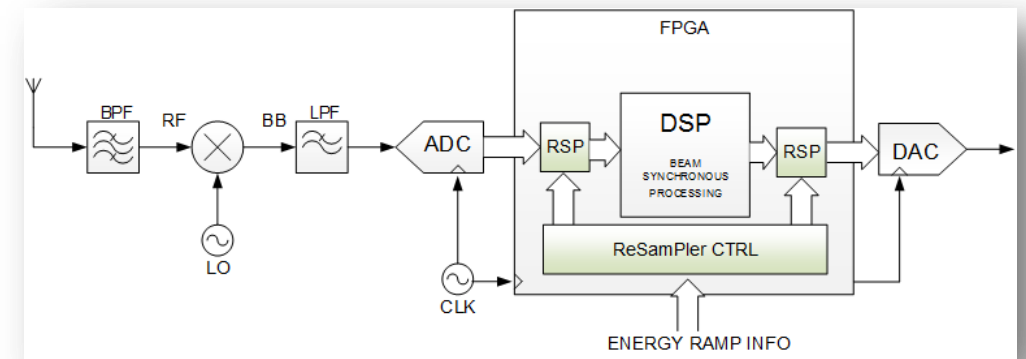 FPGA
BPF
RF
BB
LPF
ADC
RSP
DSP
BEAM
SYNCHRONOUS
PROCESSING
RSP
DAC
LO
CLK
ReSamPler CTRL
ENERGY RAMP INFO